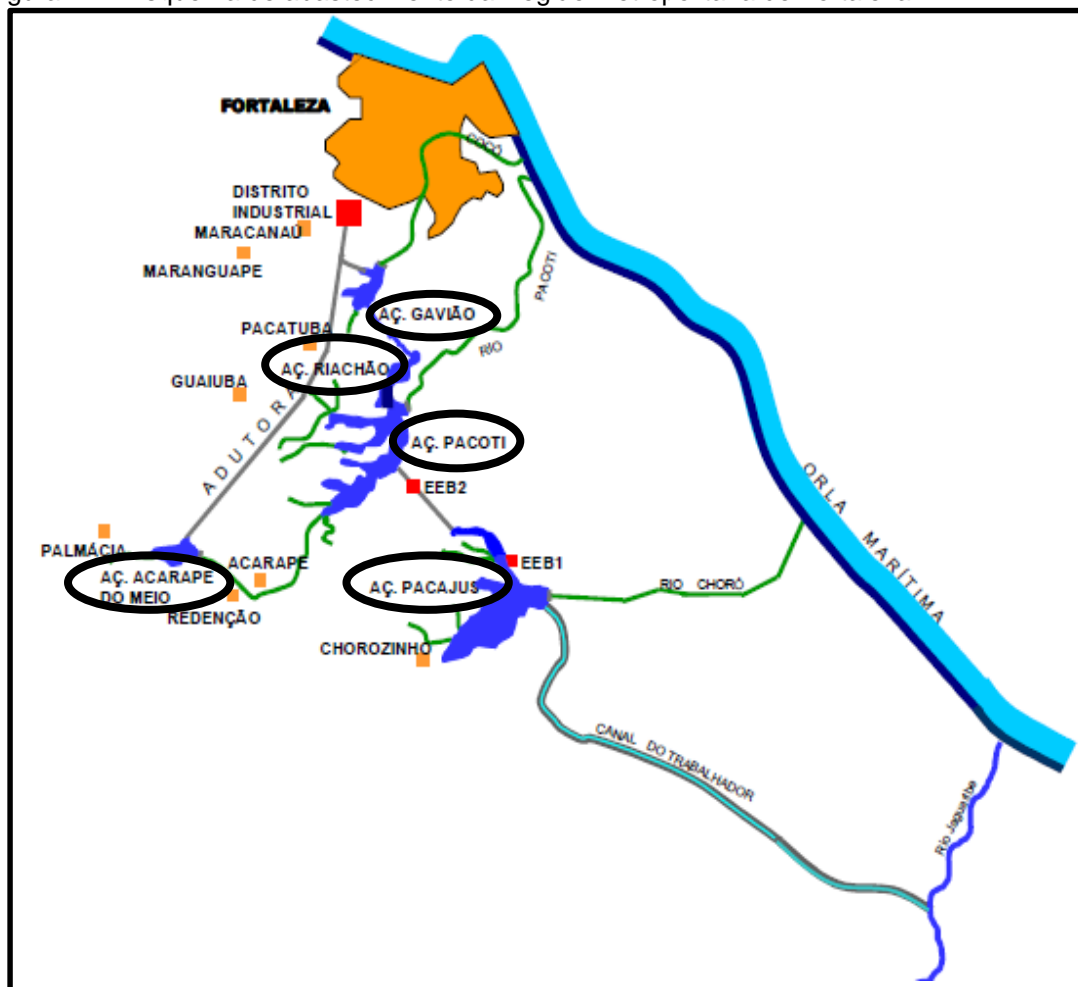 FORTALEZA
COCÓ
DISTRITO
INDUSTRIAL
MARACANAÚ
MARANGUAPE
PACOTI
RIO
AÇ. GAVIÃO
PACATUBA
AÇ. RIACHÃO
GUAIUBA
ADUTORA
AÇ. PACOTI
EEB2
ORLA MARÍTIMA
PALMÁCIA
AÇ. ACARAPE
DO MEIO
ACARAPE
REDENÇÃO
EEB1
AÇ. PACAJUS
RIO CHORÓ
CHOROZINHO
CANAL DO TRABALHADOR
Rio Jaguaribe